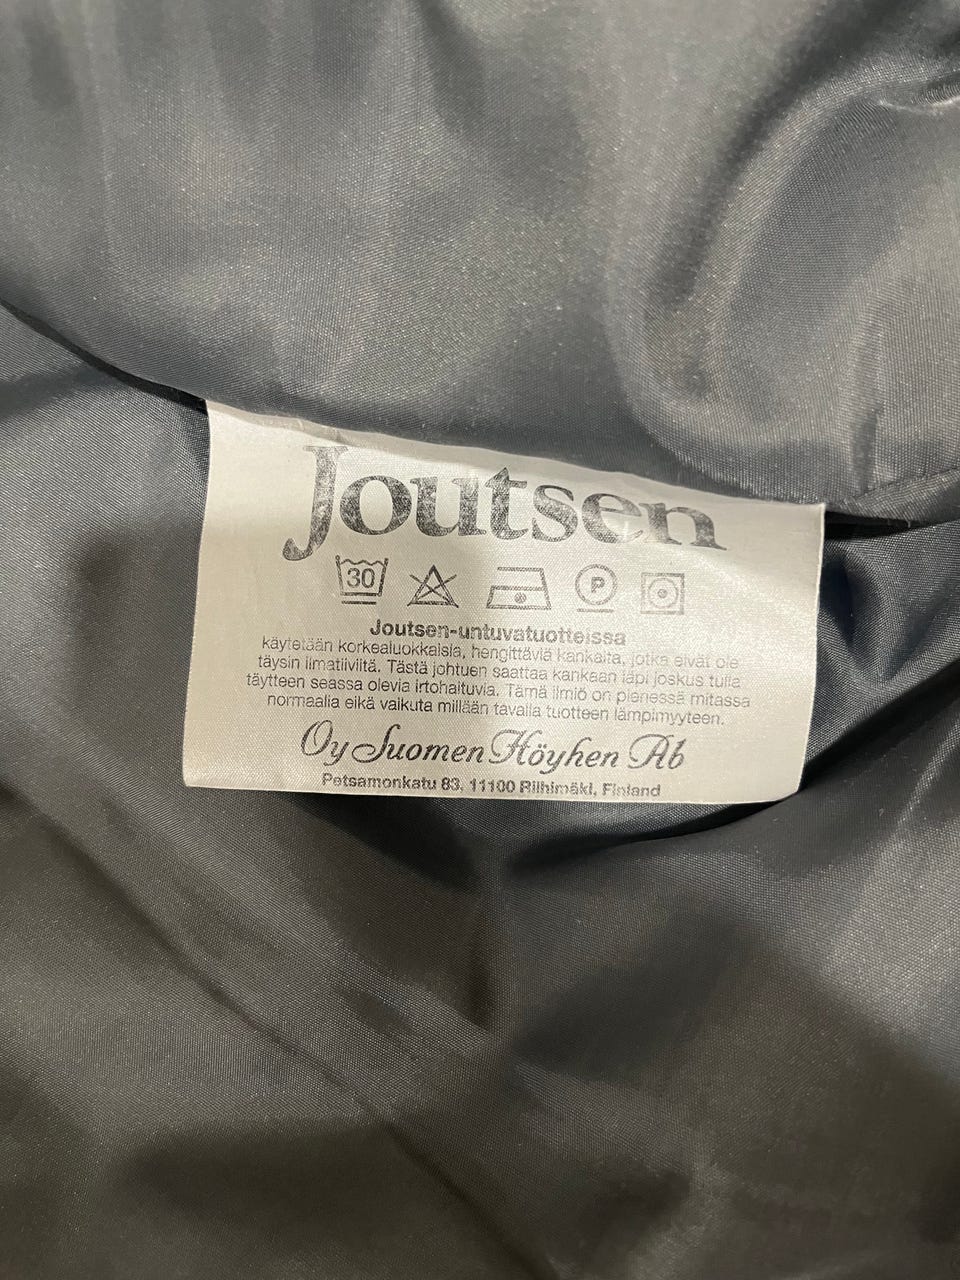 Joutsen
30
P
Joutsen-untuvatuotteissa
käytetään korkealuokkaisia, hengittäviä kankaita, jotka eivät ole
täysin ilmatiiviitä. Tästä johtuen saattaa kankaan läpi joskus tulla
täytteen seassa olevia irtohaituvia. Tämä ilmiö on pienessä mitassa
normaalia eikä vaikuta millään tavalla tuotteen lämpimyyteen.
Oy Suomen Höyhen Ab
Petsamonkatu 83, 11100 Riihimäki, Finland